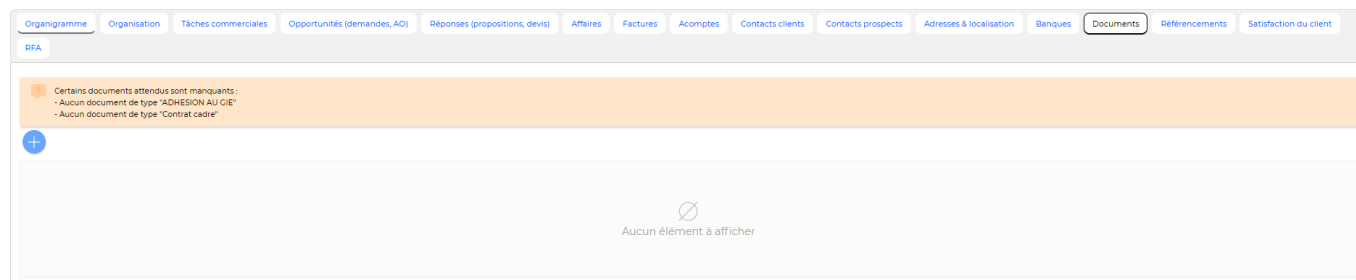 Organigramme Organisation Tâches commerciales Opportunités (demandes, AO) Réponses (propositions, devis) Affaires Factures Acomptes Contacts clients Contacts prospects Adresses & localisation Banques Documents Référencements Satisfaction du client
RFA
Certains documents attendus sont manquants :
- Aucun document de type "ADHESION AU GIE"
- Aucun document de type "Contrat cadre"
Aucun élément à afficher